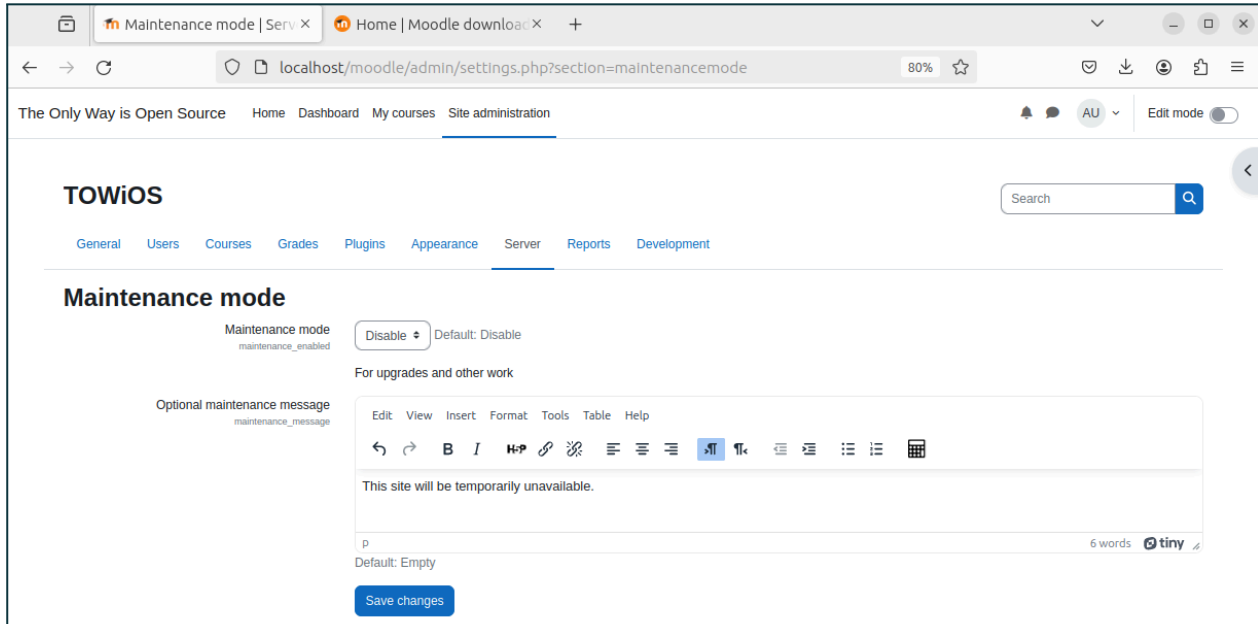 Maintenance mode | Serv
Home | Moodle download
localhost/moodle/admin/settings.php?section=maintenancemode
80%
The Only Way is Open Source
Home
Dashboard
My courses
Site administration
AU
Edit mode
TOWiOS
Search
General
Users
Courses
Grades
Plugins
Appearance
Server
Reports
Development
Maintenance mode
Maintenance mode
maintenance_enabled
Disable
Default: Disable
For upgrades and other work
Optional maintenance message
maintenance_message
Edit View Insert Format Tools Table Help
B I H5P
This site will be temporarily unavailable.
p
6 words
tiny
Default: Empty
Save changes